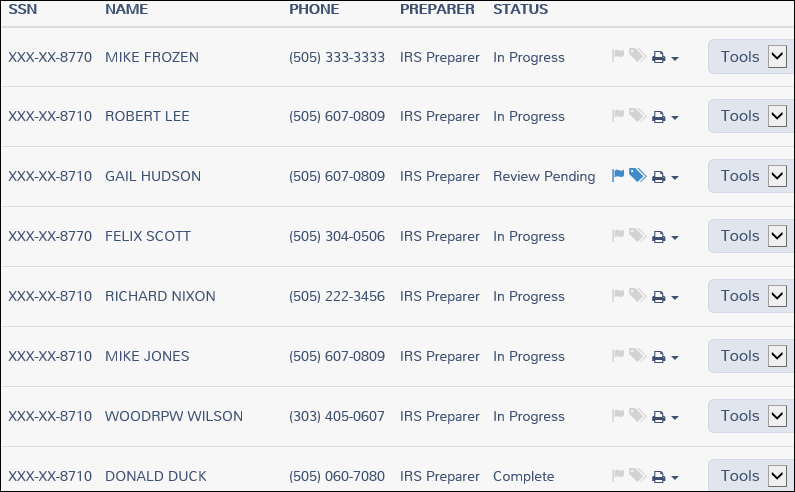 SSN NAME PHONE PREPARER STATUS
XXX-XX-8770 MIKE FROZEN (505) 333-3333 IRS Preparer In Progress Tools
XXX-XX-8710 ROBERT LEE (505) 607-0809 IRS Preparer In Progress Tools
XXX-XX-8710 GAIL HUDSON (505) 607-0809 IRS Preparer Review Pending Tools
XXX-XX-8770 FELIX SCOTT (505) 304-0506 IRS Preparer In Progress Tools
XXX-XX-8710 RICHARD NIXON (505) 222-3456 IRS Preparer In Progress Tools
XXX-XX-8710 MIKE JONES (505) 607-0809 IRS Preparer In Progress Tools
XXX-XX-8710 WOODRPW WILSON (303) 405-0607 IRS Preparer In Progress Tools
XXX-XX-8710 DONALD DUCK (505) 060-7080 IRS Preparer Complete Tools